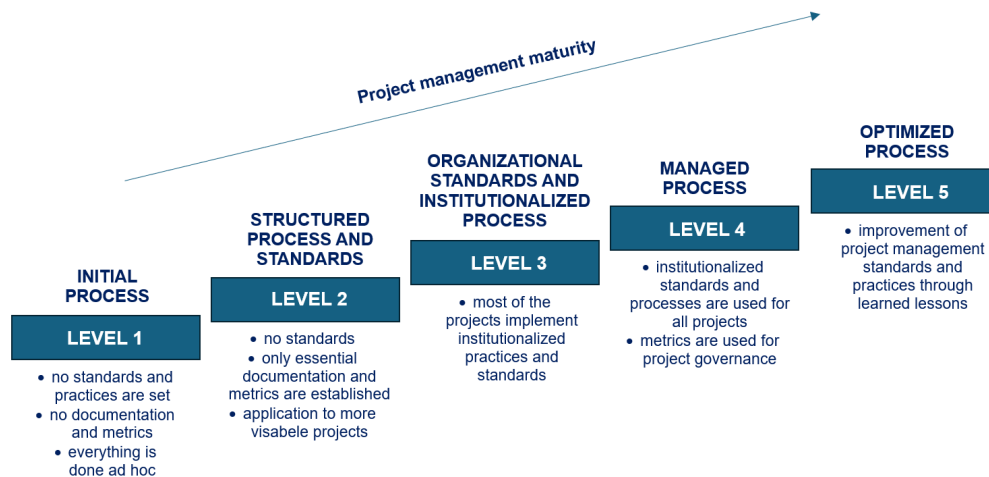 Project management maturity
INITIAL
PROCESS
LEVEL 1
• no standards and
practices are set
• no documentation
and metrics
• everything is
done ad hoc
STRUCTURED
PROCESS AND
STANDARDS
LEVEL 2
• no standards
• only essential
documentation and
metrics are established
• application to more
visabele projects
ORGANIZATIONAL
STANDARDS AND
INSTITUTIONALIZED
PROCESS
LEVEL 3
• most of the
projects implement
institutionalized
practices and
standards
MANAGED
PROCESS
LEVEL 4
• institutionalized
standards and
processes are used for
all projects
• metrics are used for
project governance
OPTIMIZED
PROCESS
LEVEL 5
• improvement of
project management
standards and
practices through
learned lessons